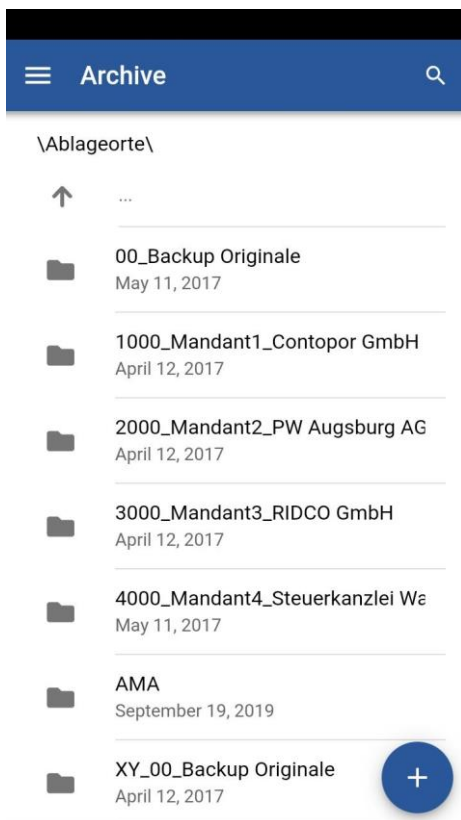 Archive
\Ablageorte\
...
00_Backup Originale
May 11, 2017
1000_Mandant1_Contopor GmbH
April 12, 2017
2000_Mandant2_PW Augsburg AG
April 12, 2017
3000_Mandant3_RIDCO GmbH
April 12, 2017
4000_Mandant4_Steuerkanzlei Wa
May 11, 2017
AMA
September 19, 2019
XY_00_Backup Originale
April 12, 2017